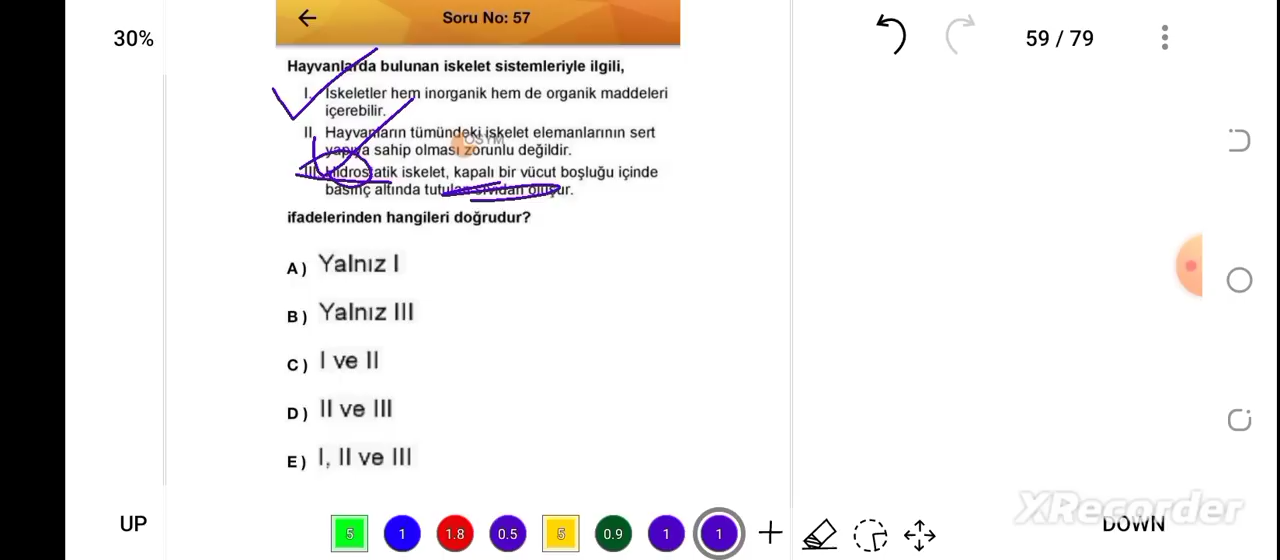 30%
Soru No: 57
59 / 79
Hayvanlarda bulunan iskelet sistemleriyle ilgili,
I. İskeletler hem inorganik hem de organik maddeleri
içerebilir.
II. Hayvanların tümündeki iskelet elemanlarının sert
yapıya sahip olması zorunlu değildir.
ÖSYM
III. Hidrostatik iskelet, kapalı bir vücut boşluğu içinde
basınç altında tutulan sıvıdan oluşur.
ifadelerinden hangileri doğrudur?
A) Yalnız I
B) Yalnız III
C) I ve II
D) II ve III
E) I, II ve III
UP
5 1 1.8 0.5 5 0.9 1 1
XRecorder
DOWN